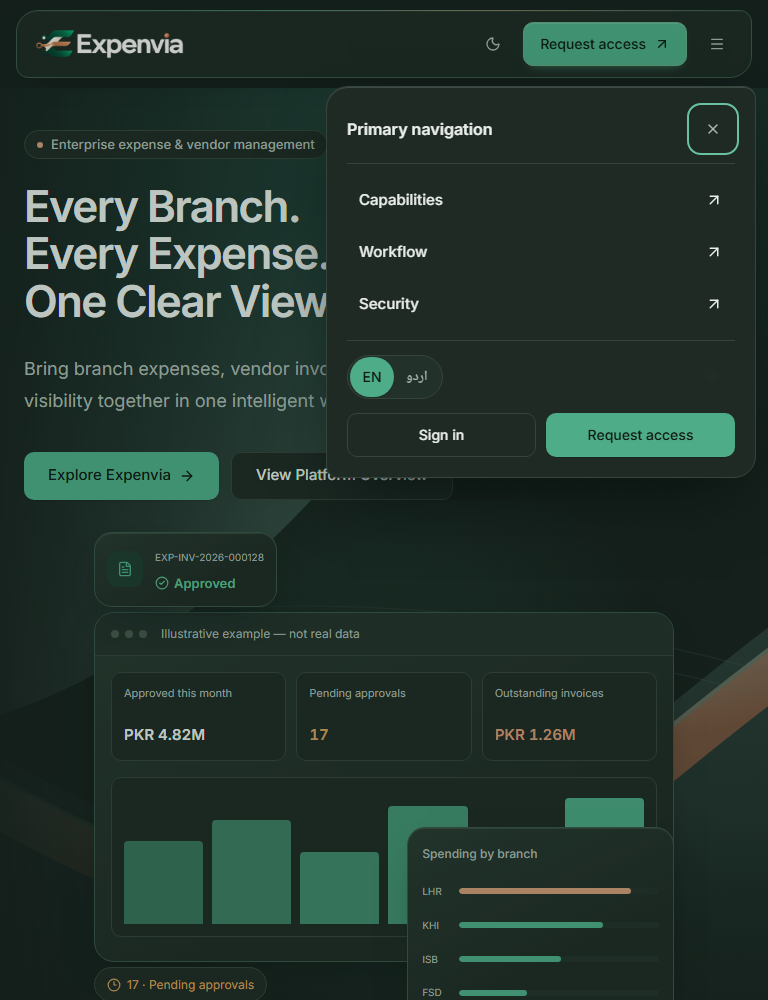 Expenvia
Request access
Enterprise expense & vendor management
Primary navigation
Every Branch.
Every Expense.
One Clear View
Capabilities
Workflow
Security
Bring branch expenses, vendor invo
visibility together in one intelligent
EN
اردو
Sign in
Request access
Explore Expenvia
View Platform Overview
EXP-INV-2026-000128
Approved
Illustrative example — not real data
Approved this month
PKR 4.82M
Pending approvals
17
Outstanding invoices
PKR 1.26M
Spending by branch
LHR
KHI
ISB
FSD
17 · Pending approvals